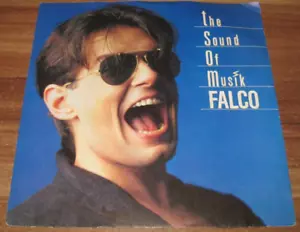 the
Sound
Of
Musik
FALCO